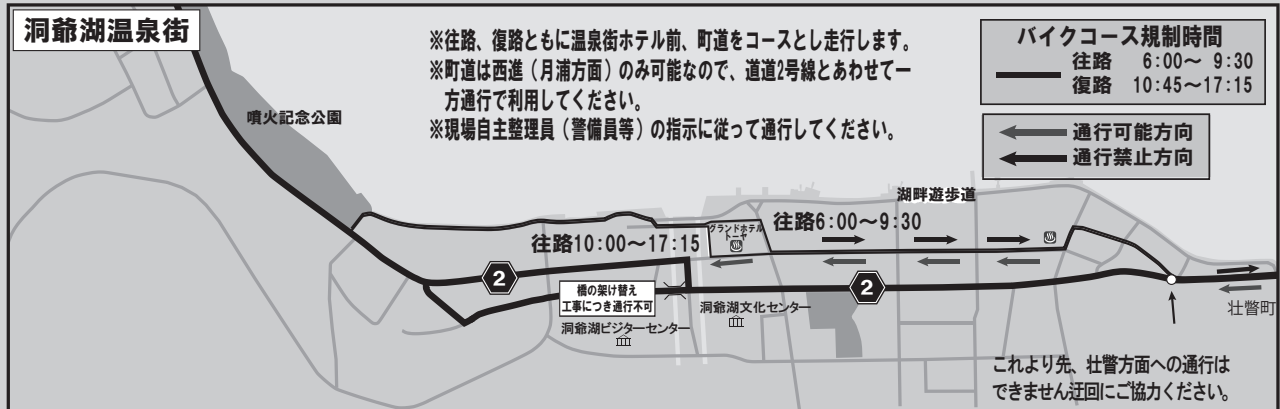 洞爺湖温泉街
※往路、復路ともに温泉街ホテル前、町道をコースとし走行します。
※町道は西進（月浦方面）のみ可能なので、道道2号線とあわせて一
方通行で利用してください。
※現場自主整理員（警備員等）の指示に従って通行してください。
バイクコース規制時間
往路 6:00～ 9:30
復路 10:45～17:15
通行可能方向
通行禁止方向
噴火記念公園
湖畔遊歩道
往路6:00～9:30
グランドホテル
トーヤ
往路10:00～17:15
2
2
橋の架け替え
工事につき通行不可
洞爺湖文化センター
洞爺湖ビジターセンター
壮瞥町
これより先、壮瞥方面への通行は
できません迂回にご協力ください。